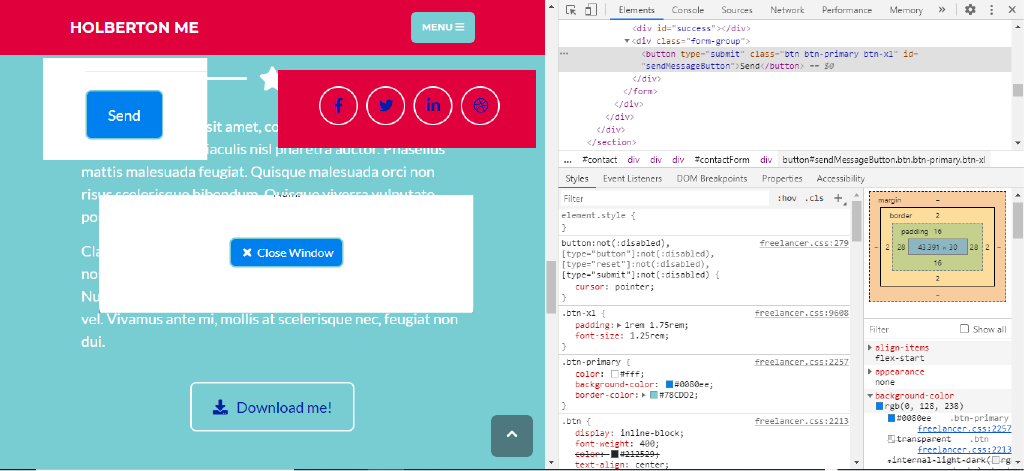 HOLBERTON ME
MENU
Send
sit amet, co
iaculis nisl pharetra auctor. Phasellus
mattis malesuada feugiat. Quisque malesuada orci non
risus scelerisque bibendum. Quisque viverra vulputate
po
Cla
Close Window
no
Nu
vel. Vivamus ante mi, mollis at scelerisque nec, feugiat non
dui.
Download me!
Elements Console Sources Network Performance Memory »
<div id="success"></div>
▼<div class="form-group">
... <button type="submit" class="btn btn-primary btn-xl" id=
"sendMessageButton">Send</button> == $0
</div>
</form>
</div>
</div>
</div>
</section>
... #contact div div div #contactForm div button#sendMessageButton.btn.btn-primary.btn-xl
Styles Event Listeners DOM Breakpoints Properties Accessibility
Filter :hov .cls +
element.style {
}
button:not(:disabled), freelancer.css:279
[type="button"]:not(:disabled),
[type="reset"]:not(:disabled),
[type="submit"]:not(:disabled) {
cursor: pointer;
}
.btn-xl { freelancer.css:9608
padding: ▶ 1rem 1.75rem;
font-size: 1.25rem;
}
.btn-primary { freelancer.css:2257
color: #fff;
background-color: #0080ee;
border-color: ▶ #78CDD2;
}
.btn { freelancer.css:2213
display: inline-block;
font-weight: 400;
color: #212529;
text-align: center;
margin –
border 2
padding 16
– 2 28 43.391 × 30 28 2 –
16
2
–
Filter Show all
▶ align-items
flex-start
▶ appearance
none
▼ background-color
rgb(0, 128, 238)
#0080ee .btn-primary
freelancer.css:2257
transparent .btn
freelancer.css:2213
internal-light-dark(